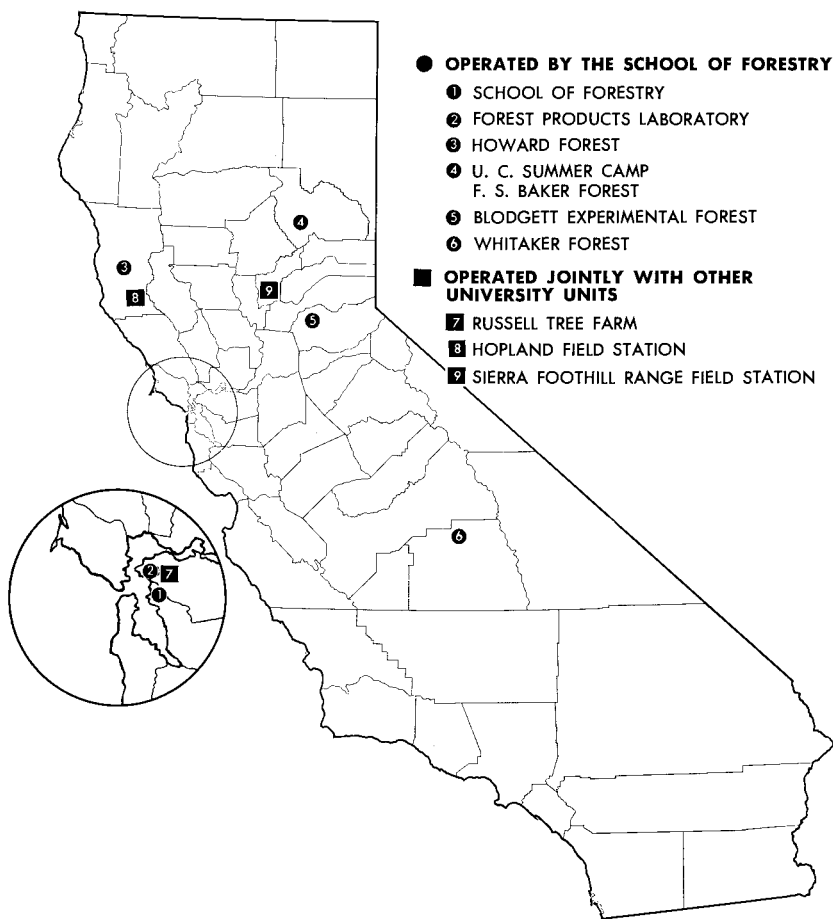 OPERATED BY THE SCHOOL OF FORESTRY
1 SCHOOL OF FORESTRY
2 FOREST PRODUCTS LABORATORY
3 HOWARD FOREST
4 U. C. SUMMER CAMP
F. S. BAKER FOREST
5 BLODGETT EXPERIMENTAL FOREST
6 WHITAKER FOREST
OPERATED JOINTLY WITH OTHER
UNIVERSITY UNITS
7 RUSSELL TREE FARM
8 HOPLAND FIELD STATION
9 SIERRA FOOTHILL RANGE FIELD STATION
4
3
8
9
5
6
2
7
1